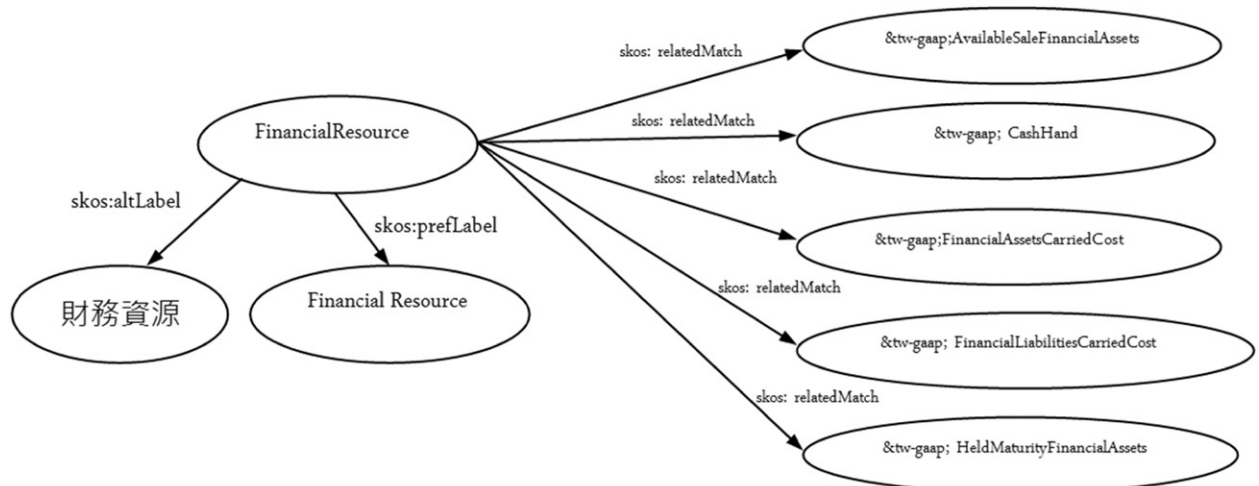 skos: relatedMatch
&tw-gaap;AvailableSaleFinancialAssets
FinancialResource
skos: relatedMatch
&tw-gaap; CashHand
skos: relatedMatch
skos:altLabel
skos:prefLabel
&tw-gaap;FinancialAssetsCarriedCost
財務資源
Financial Resource
skos: relatedMatch
&tw-gaap; FinancialLiabilitiesCarriedCost
skos: relatedMatch
&tw-gaap; HeldMaturityFinancialAssets